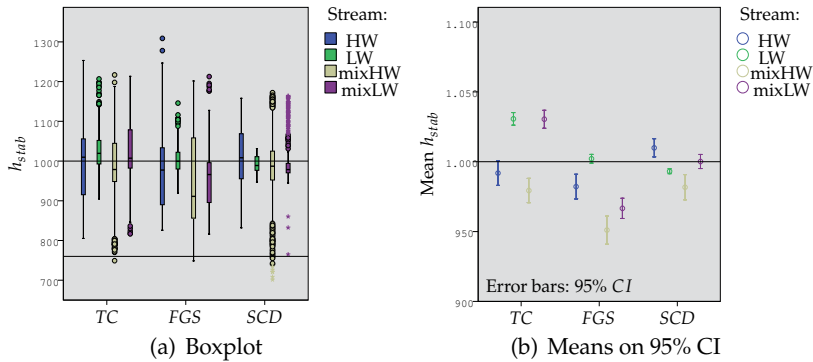 Stream:
HW
LW
mixHW
mixLW
1300
1200
1100
1000
900
800
700
h_stab
TC
FGS
SCD
(a) Boxplot
Stream:
HW
LW
mixHW
mixLW
1.100
1.050
1.000
950
900
Mean h_stab
Error bars: 95% CI
TC
FGS
SCD
(b) Means on 95% CI